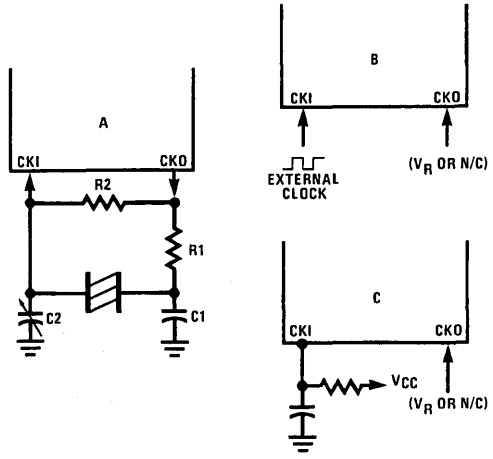 A
CKI
CKO
R2
R1
C2
C1
B
CKI
CKO
EXTERNAL
CLOCK
(VR OR N/C)
C
CKI
CKO
VCC
(VR OR N/C)